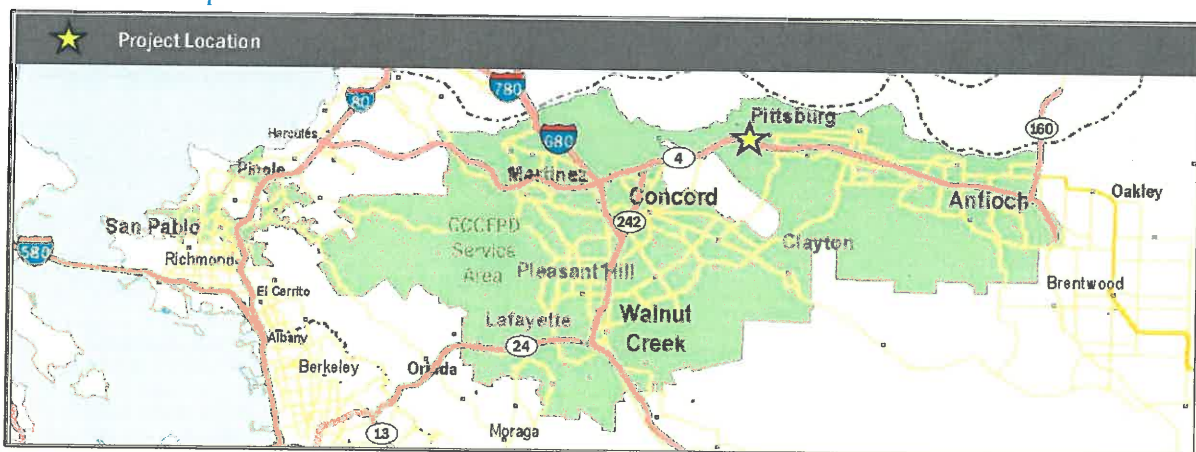 Project Location
80
780
Hercules
680
Pittsburg
160
4
Pinole
Martinez
Antioch
Oakley
San Pablo
Concord
242
CCCFPD
Service
Area
Clayton
580
Richmond
Pleasant Hill
Brentwood
El Cerrito
Lafayette
Walnut
Creek
Albany
24
Berkeley
Orinda
13
Moraga